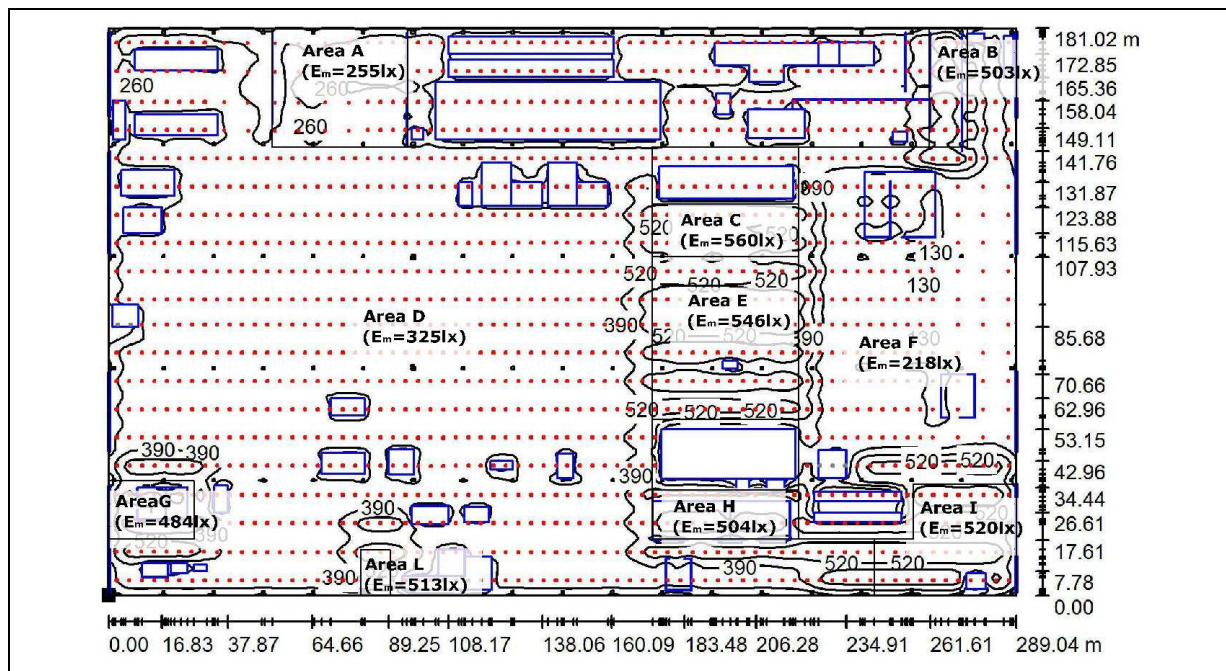 Area A
(Em=255lx)
Area B
(Em=503lx)
260
260
260
Area C
(Em=560lx)
390
520
520
130
130
130
520
520
520
Area D
(Em=325lx)
Area E
(Em=546lx)
390
390
520
520
Area F
(Em=218lx)
520
520
520
390
390
390
520
520
AreaG
(Em=484lx)
390
520
390
Area H
(Em=504lx)
Area I
(Em=520lx)
Area L
(Em=513lx)
390
390
520
520
181.02 m
172.85
165.36
158.04
149.11
141.76
131.87
123.88
115.63
107.93
85.68
70.66
62.96
53.15
42.96
34.44
26.61
17.61
7.78
0.00
0.00 16.83 37.87 64.66 89.25 108.17 138.06 160.09 183.48 206.28 234.91 261.61 289.04 m